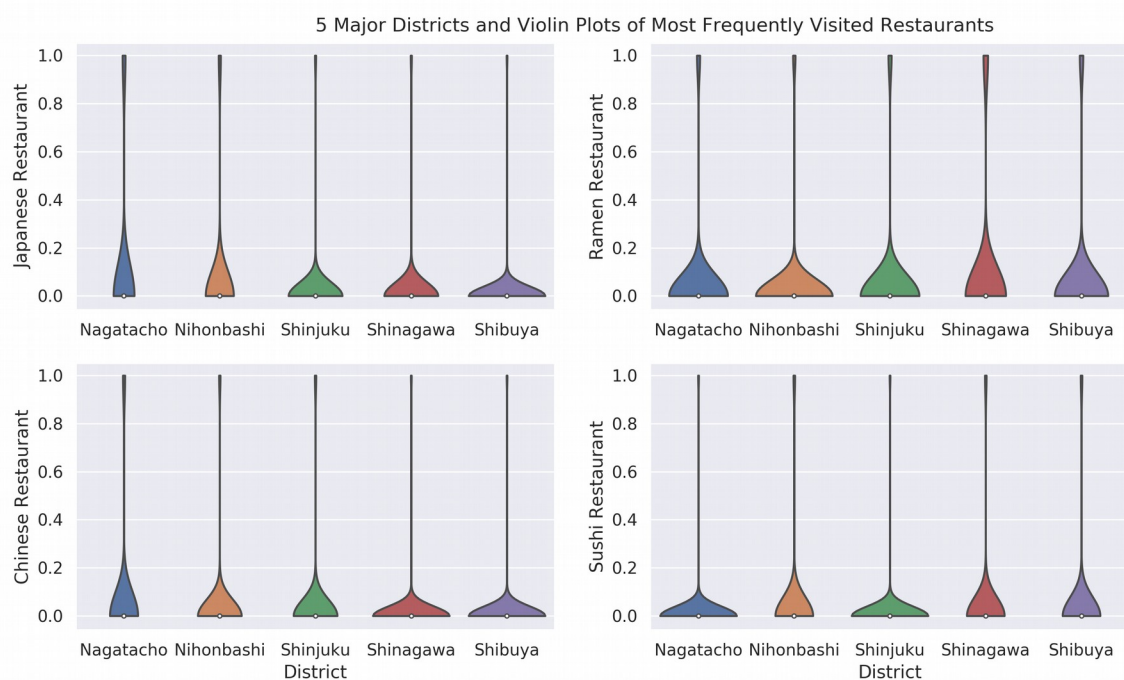 5 Major Districts and Violin Plots of Most Frequently Visited Restaurants
Japanese Restaurant
1.0
0.8
0.6
0.4
0.2
0.0
Nagatacho Nihonbashi Shinjuku Shinagawa Shibuya
Ramen Restaurant
1.0
0.8
0.6
0.4
0.2
0.0
Nagatacho Nihonbashi Shinjuku Shinagawa Shibuya
Chinese Restaurant
1.0
0.8
0.6
0.4
0.2
0.0
Nagatacho Nihonbashi Shinjuku Shinagawa Shibuya
District
Sushi Restaurant
1.0
0.8
0.6
0.4
0.2
0.0
Nagatacho Nihonbashi Shinjuku Shinagawa Shibuya
District